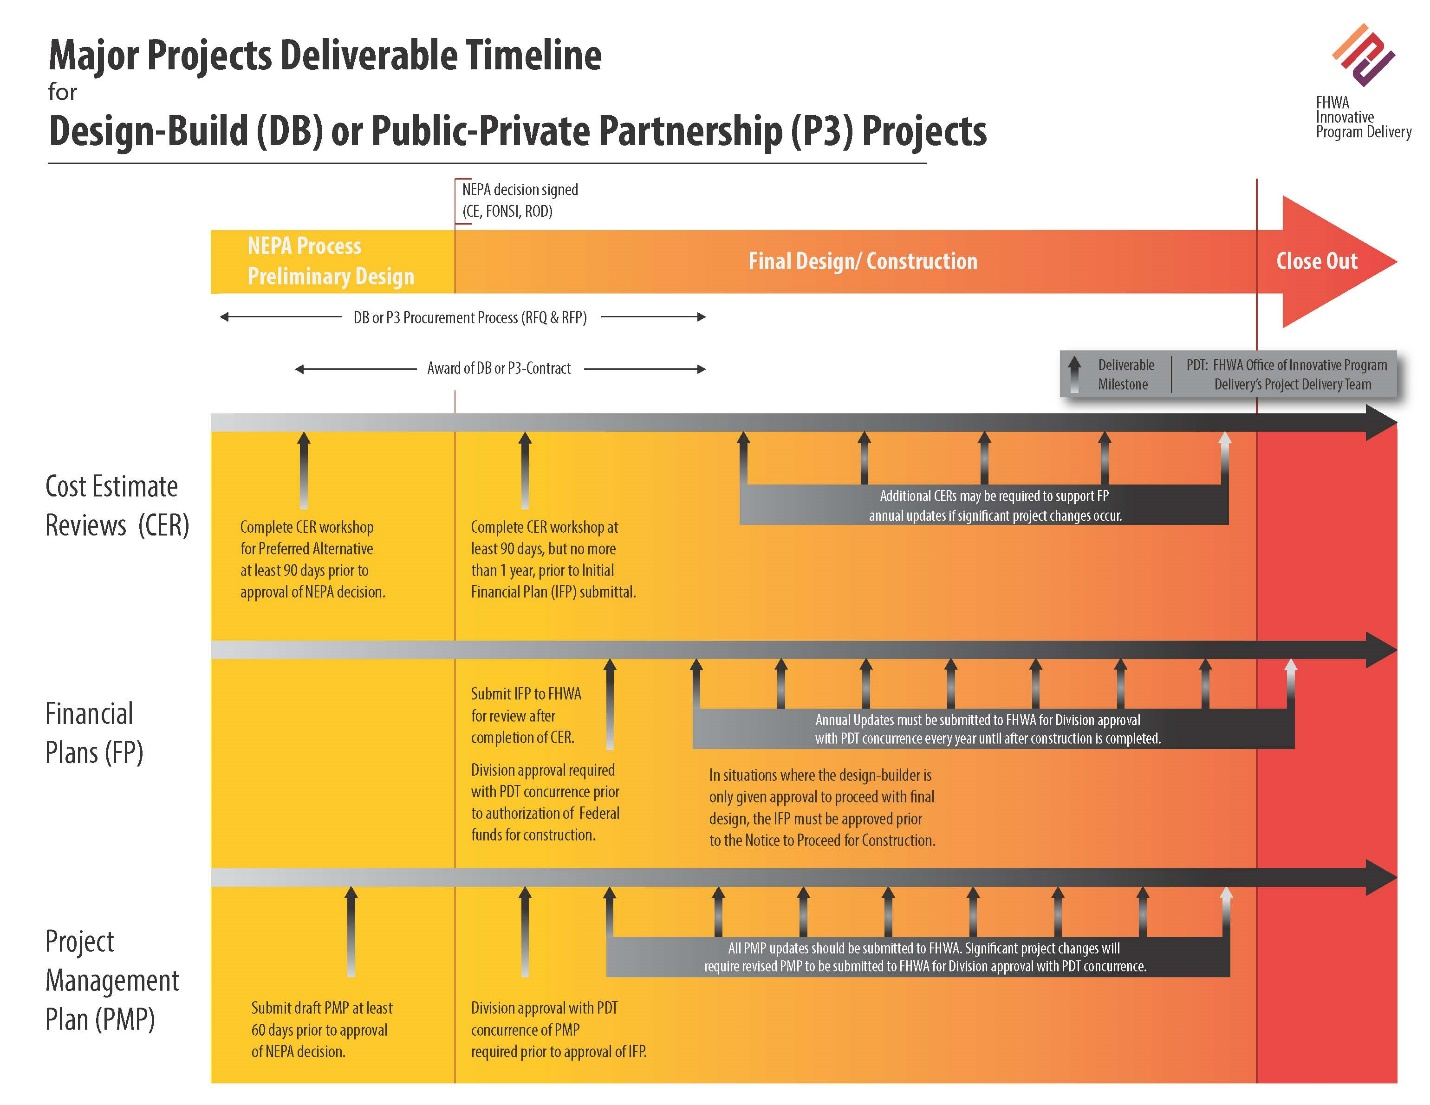 Major Projects Deliverable Timeline
for
Design-Build (DB) or Public-Private Partnership (P3) Projects
FHWA
Innovative
Program Delivery
NEPA decision signed
(CE, FONSI, ROD)
NEPA Process
Preliminary Design
Final Design/ Construction
Close Out
DB or P3 Procurement Process (RFQ & RFP)
Award of DB or P3-Contract
Deliverable
Milestone
PDT: FHWA Office of Innovative Program
Delivery's Project Delivery Team
Cost Estimate
Reviews (CER)
Complete CER workshop
for Preferred Alternative
at least 90 days prior to
approval of NEPA decision.
Complete CER workshop at
least 90 days, but no more
than 1 year, prior to Initial
Financial Plan (IFP) submittal.
Additional CERs may be required to support FP
annual updates if significant project changes occur.
Financial
Plans (FP)
Submit IFP to FHWA
for review after
completion of CER.
Division approval required
with PDT concurrence prior
to authorization of Federal
funds for construction.
Annual Updates must be submitted to FHWA for Division approval
with PDT concurrence every year until after construction is completed.
In situations where the design-builder is
only given approval to proceed with final
design, the IFP must be approved prior
to the Notice to Proceed for Construction.
Project
Management
Plan (PMP)
Submit draft PMP at least
60 days prior to approval
of NEPA decision.
Division approval with PDT
concurrence of PMP
required prior to approval of IFP.
All PMP updates should be submitted to FHWA. Significant project changes will
require revised PMP to be submitted to FHWA for Division approval with PDT concurrence.